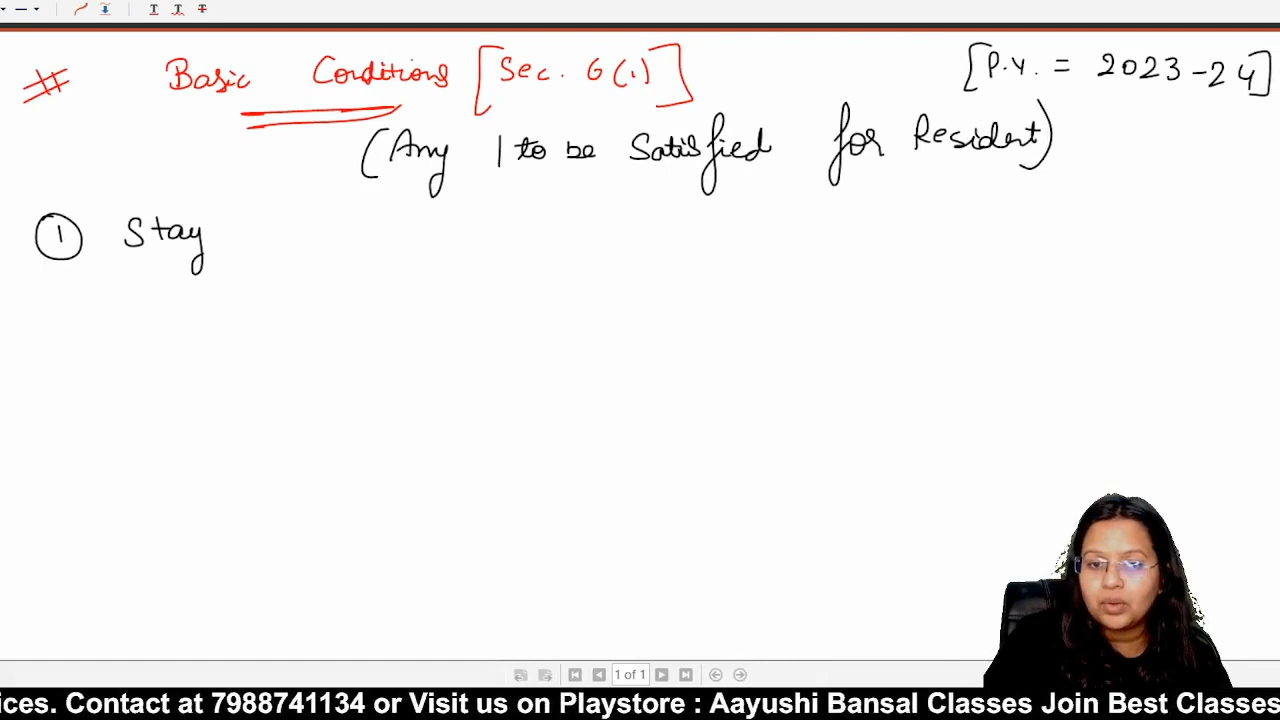 # Basic Conditions [Sec. 6(1)] [P.Y. = 2023-24]
(Any 1 to be Satisfied for Resident)
① Stay
1 of 1
ices. Contact at 7988741134 or Visit us on Playstore : Aayushi Bansal Classes Join Best Classes